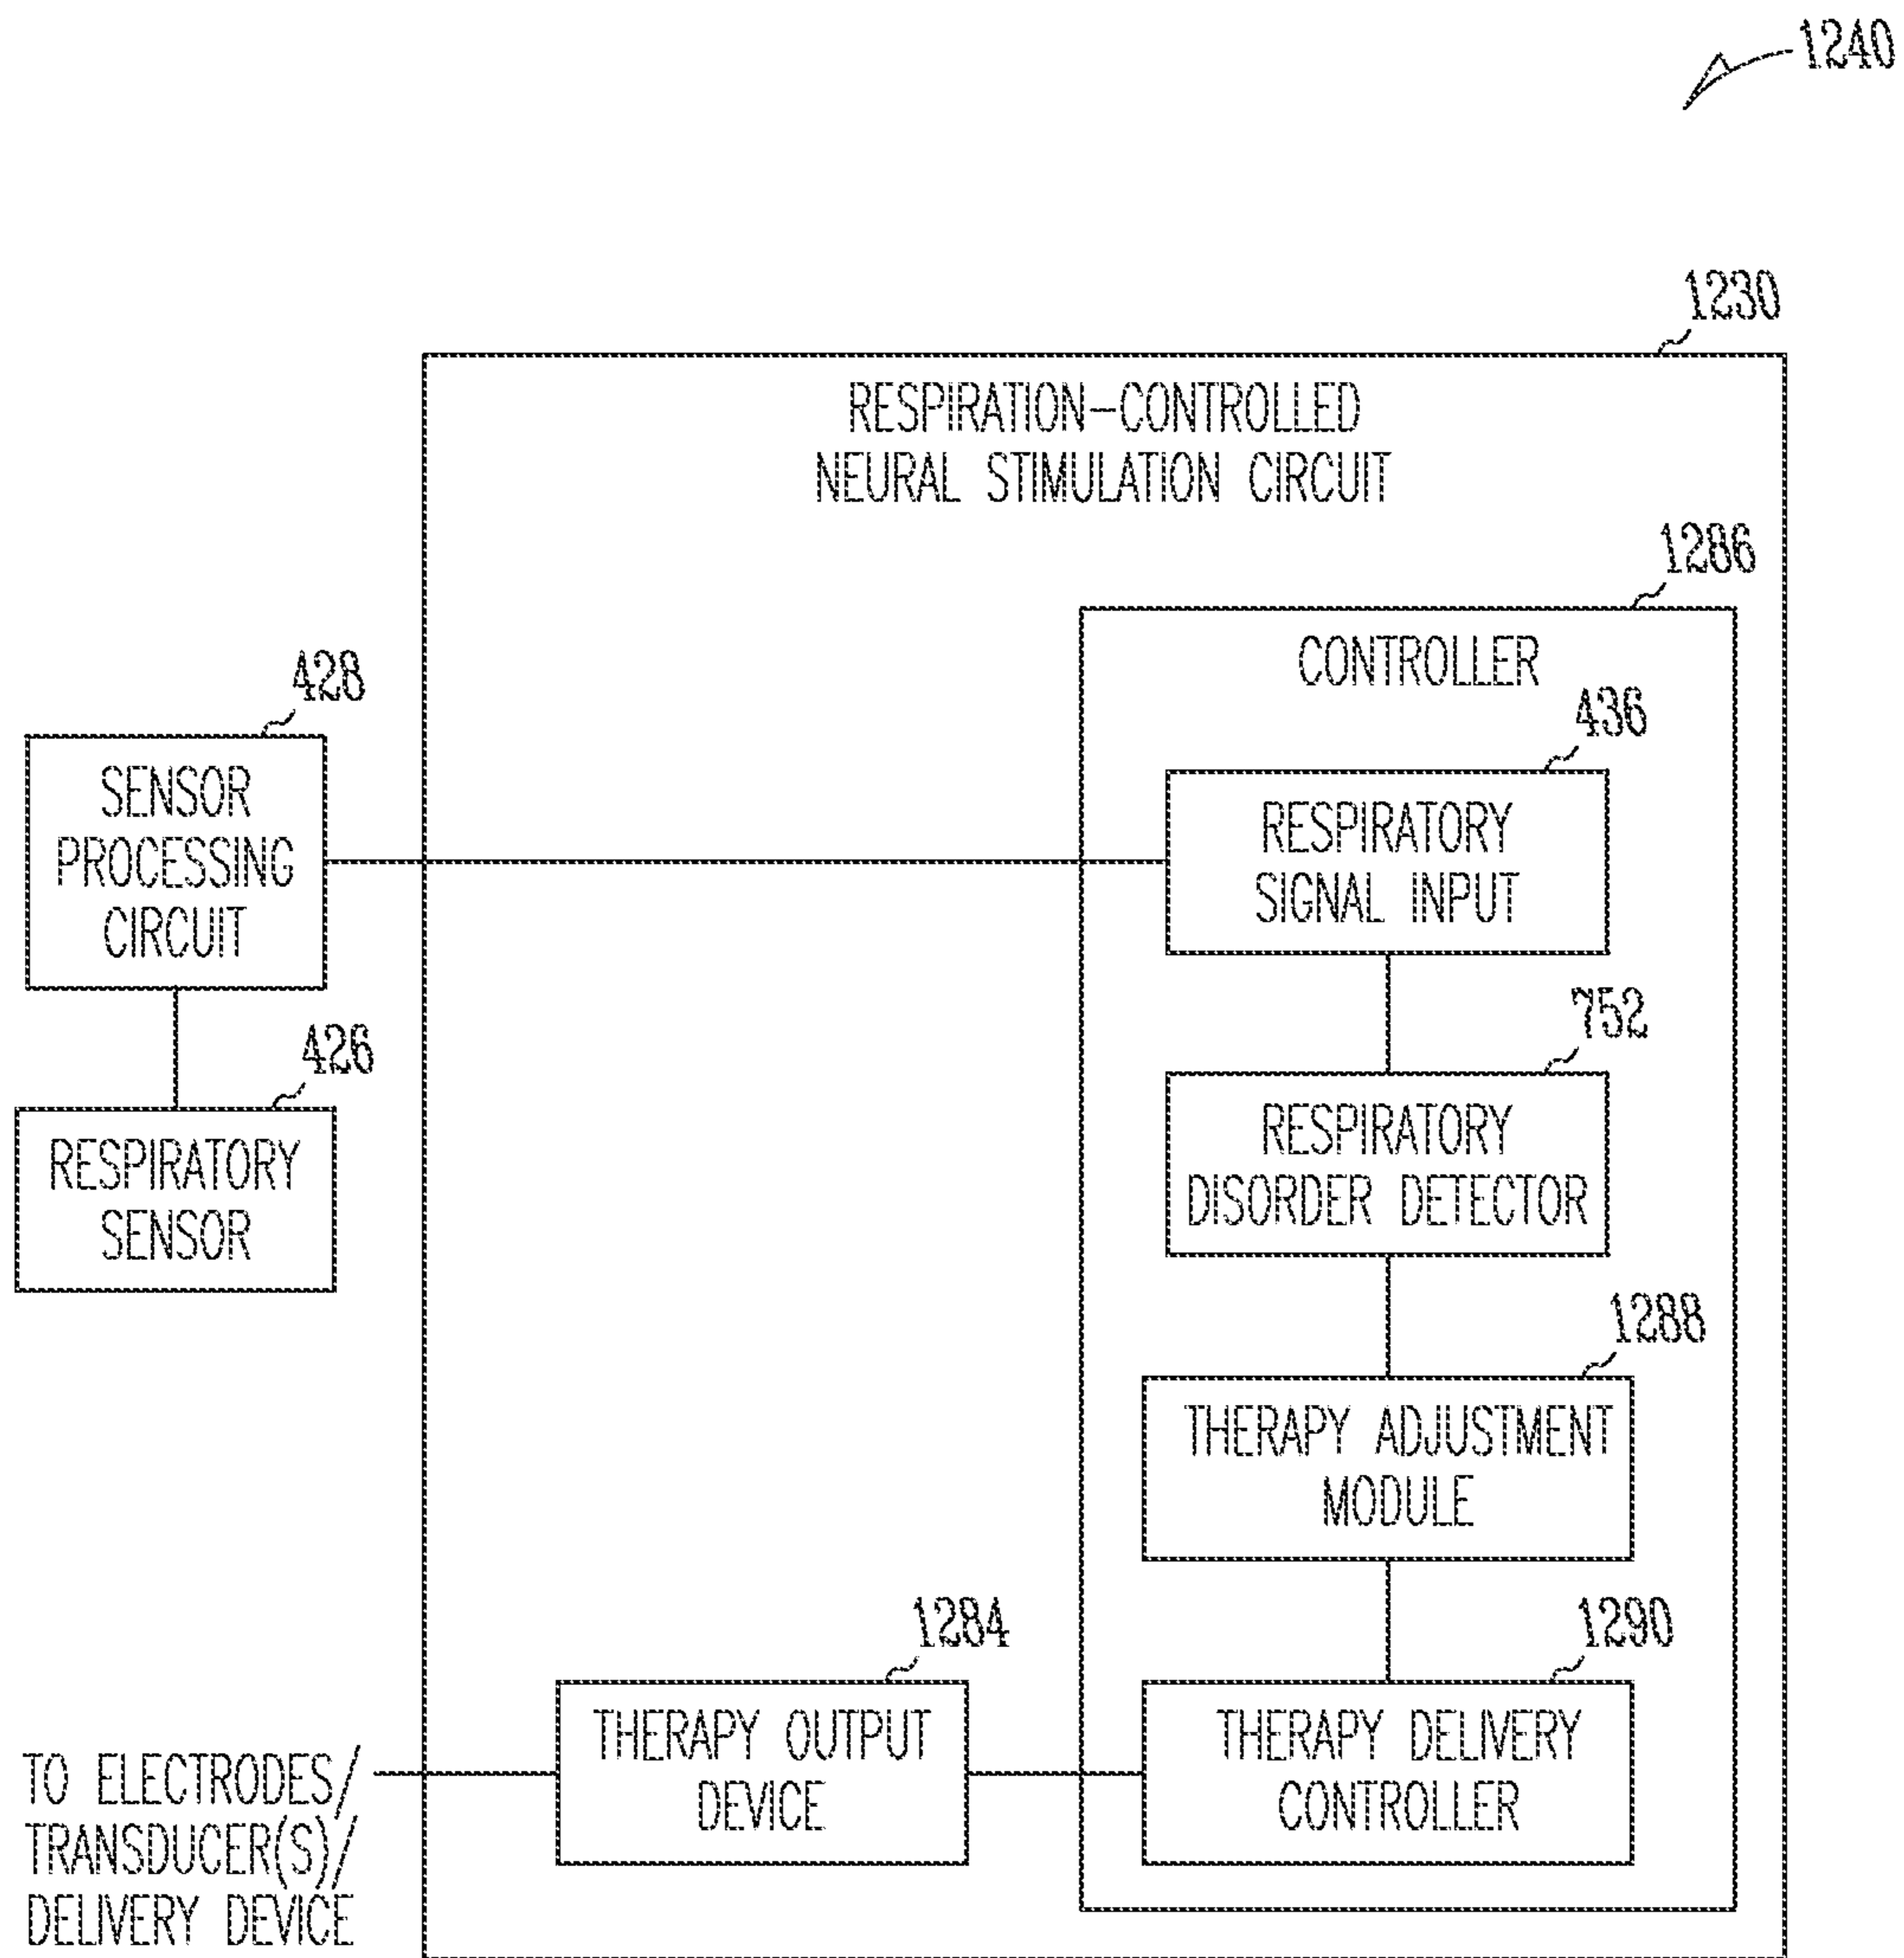 1240
1230
RESPIRATION-CONTROLLED
NEURAL STIMULATION CIRCUIT
1286
CONTROLLER
428
SENSOR
PROCESSING
CIRCUIT
436
RESPIRATORY
SIGNAL INPUT
426
RESPIRATORY
SENSOR
752
RESPIRATORY
DISORDER DETECTOR
1288
THERAPY ADJUSTMENT
MODULE
1284
THERAPY OUTPUT
DEVICE
1290
THERAPY DELIVERY
CONTROLLER
TO ELECTRODES/
TRANSDUCER(S)/
DELIVERY DEVICE